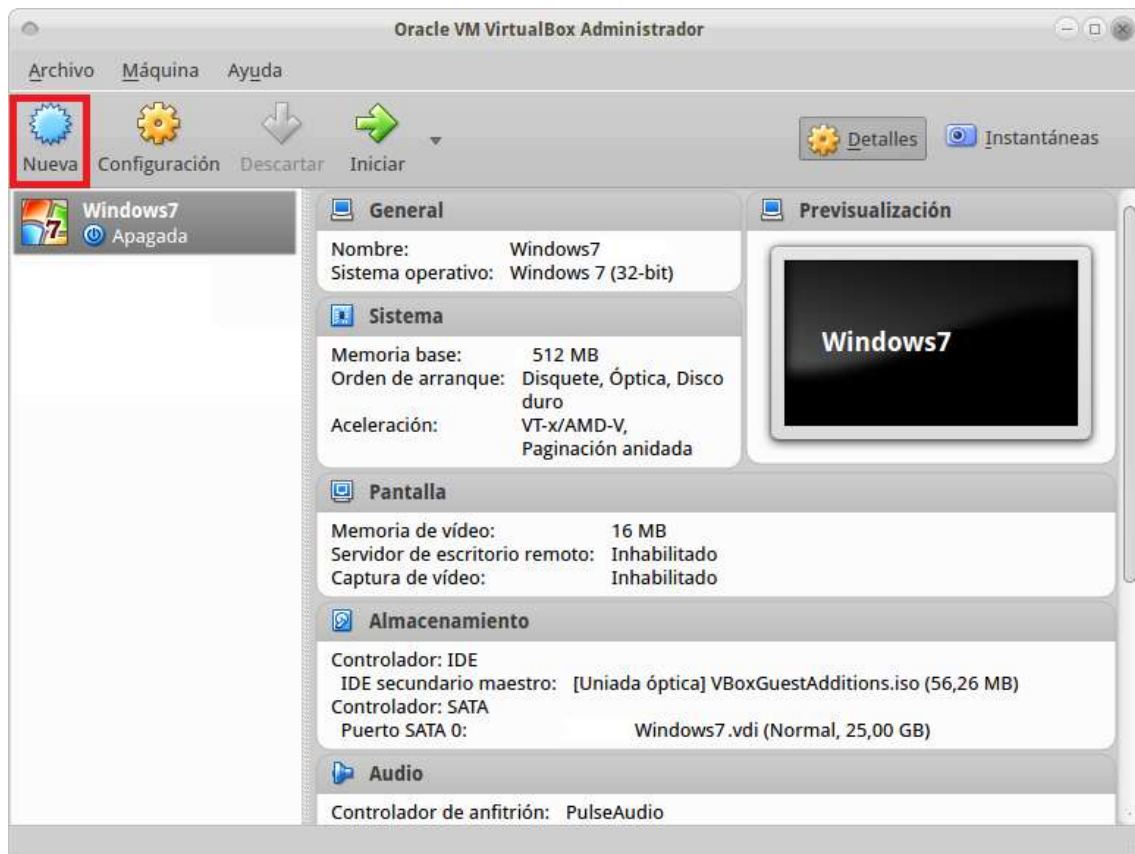 Oracle VM VirtualBox Administrador
Archivo Máquina Ayuda
Nueva Configuración Descartar Iniciar Detalles Instantáneas
Windows7
Apagada
7
General
Nombre: Windows7
Sistema operativo: Windows 7 (32-bit)
Previsualización
Windows7
Sistema
Memoria base: 512 MB
Orden de arranque: Disquete, Óptica, Disco
duro
Aceleración: VT-x/AMD-V,
Paginación anidada
Pantalla
Memoria de vídeo: 16 MB
Servidor de escritorio remoto: Inhabilitado
Captura de vídeo: Inhabilitado
Almacenamiento
Controlador: IDE
IDE secundario maestro: [Uniada óptica] VBoxGuestAdditions.iso (56,26 MB)
Controlador: SATA
Puerto SATA 0: Windows7.vdi (Normal, 25,00 GB)
Audio
Controlador de anfitrión: PulseAudio